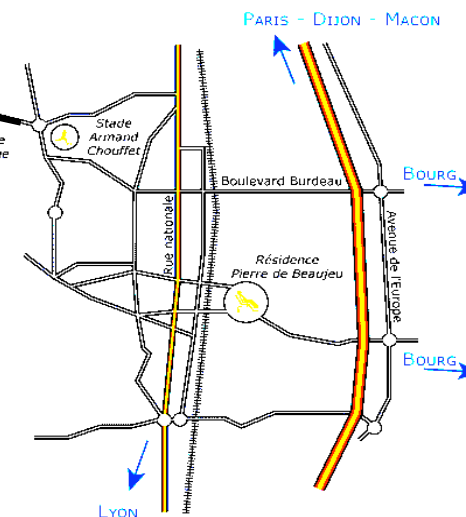 PARIS - DIJON - MACON
Stade
Armand
Chouffet
BOURG
Boulevard Burdeau
Rue nationale
Avenue de l'Europe
Résidence
Pierre de Beaujeu
BOURG
LYON